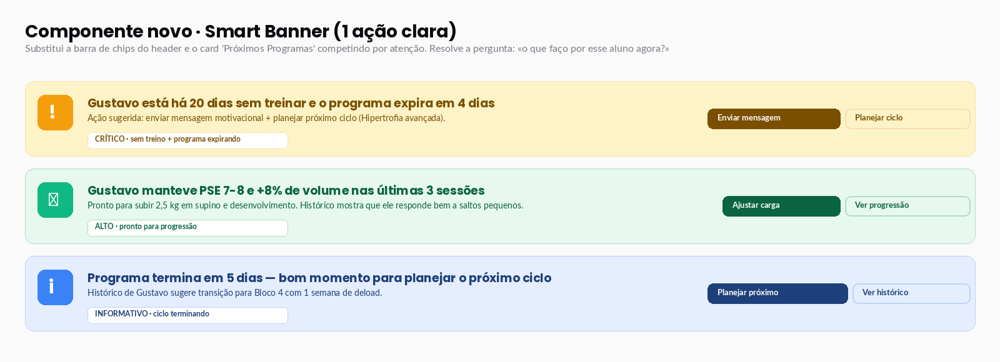 Componente novo · Smart Banner (1 ação clara)
Substitui a barra de chips do header e o card 'Próximos Programas' competindo por atenção. Resolve a pergunta: «o que faço por esse aluno agora?»
!
Gustavo está há 20 dias sem treinar e o programa expira em 4 dias
Ação sugerida: enviar mensagem motivacional + planejar próximo ciclo (Hipertrofia avançada).
CRÍTICO · sem treino + programa expirando
Enviar mensagem
Planejar ciclo
Gustavo manteve PSE 7-8 e +8% de volume nas últimas 3 sessões
Pronto para subir 2,5 kg em supino e desenvolvimento. Histórico mostra que ele responde bem a saltos pequenos.
ALTO · pronto para progressão
Ajustar carga
Ver progressão
i
Programa termina em 5 dias — bom momento para planejar o próximo ciclo
Histórico de Gustavo sugere transição para Bloco 4 com 1 semana de deload.
INFORMATIVO · ciclo terminando
Planejar próximo
Ver histórico